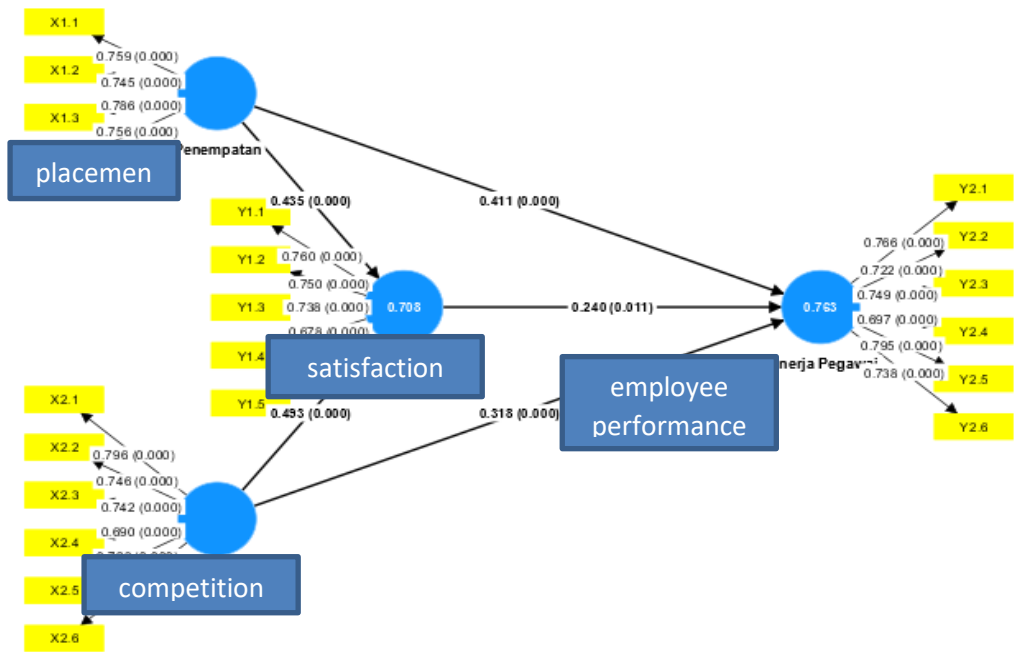 X1.1
0.759 (0.000)
X1.2
0.745 (0.000)
0.786 (0.000)
X1.3
0.756 (0.000)
placemen
0.435 (0.000)
0.411 (0.000)
Y1.1
0.760 (0.000)
Y1.2
0.750 (0.000)
Y1.3
0.738 (0.000)
0.678 (0.000)
Y1.4
Y1.5
0.708
satisfaction
0.240 (0.011)
0.763
Y2.1
0.766 (0.000)
Y2.2
0.722 (0.000)
Y2.3
0.749 (0.000)
0.697 (0.000)
Y2.4
0.795 (0.000)
0.738 (0.000)
Y2.5
Y2.6
employee
performance
0.493 (0.000)
0.318 (0.000)
X2.1
0.796 (0.000)
X2.2
0.746 (0.000)
X2.3
0.742 (0.000)
0.690 (0.000)
X2.4
X2.5
X2.6
competition